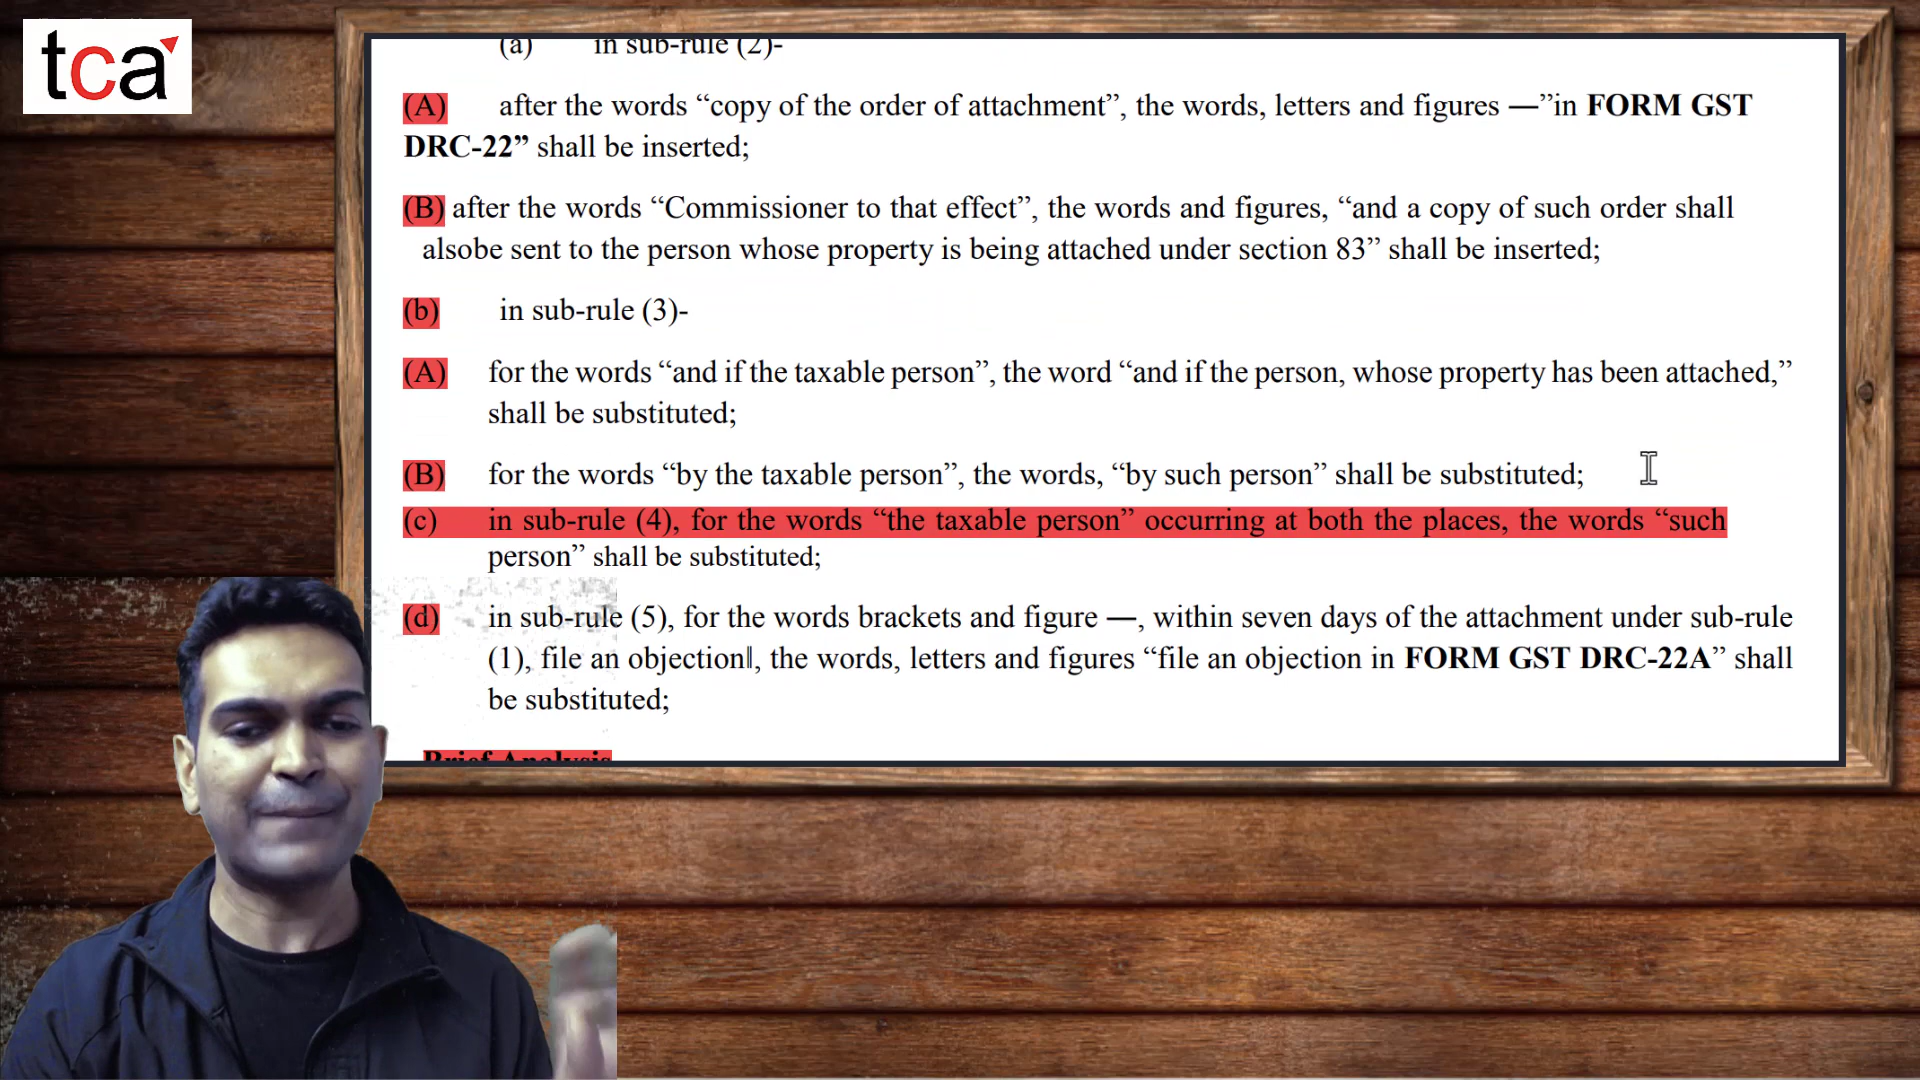 tca
(a) in sub-rule (2)-
(A) after the words “copy of the order of attachment”, the words, letters and figures —”in FORM GST
DRC-22” shall be inserted;
(B) after the words “Commissioner to that effect”, the words and figures, “and a copy of such order shall
alsobe sent to the person whose property is being attached under section 83” shall be inserted;
(b) in sub-rule (3)-
(A) for the words “and if the taxable person”, the word “and if the person, whose property has been attached,”
shall be substituted;
(B) for the words “by the taxable person”, the words, “by such person” shall be substituted;
(c) in sub-rule (4), for the words “the taxable person” occurring at both the places, the words “such
person” shall be substituted;
(d) in sub-rule (5), for the words brackets and figure —, within seven days of the attachment under sub-rule
(1), file an objection‖, the words, letters and figures “file an objection in FORM GST DRC-22A” shall
be substituted;
Brief Analysis